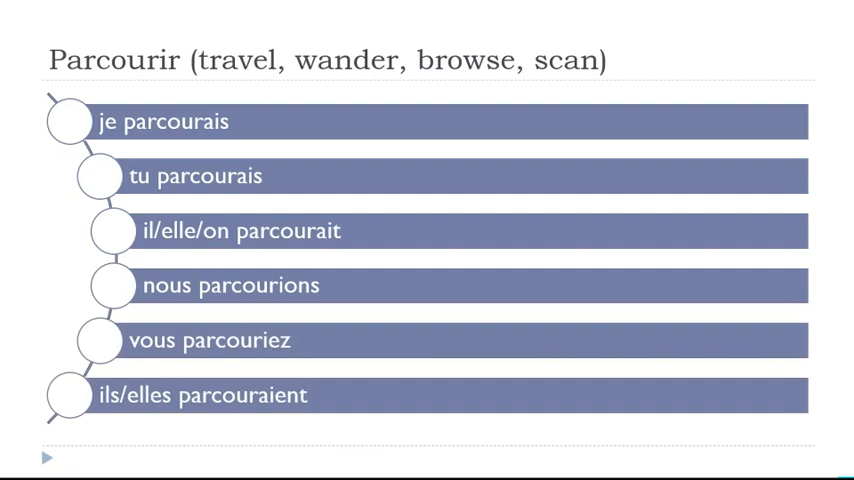 Parcourir (travel, wander, browse, scan)
je parcourais
tu parcourais
il/elle/on parcourait
nous parcourions
vous parcouriez
ils/elles parcouraient